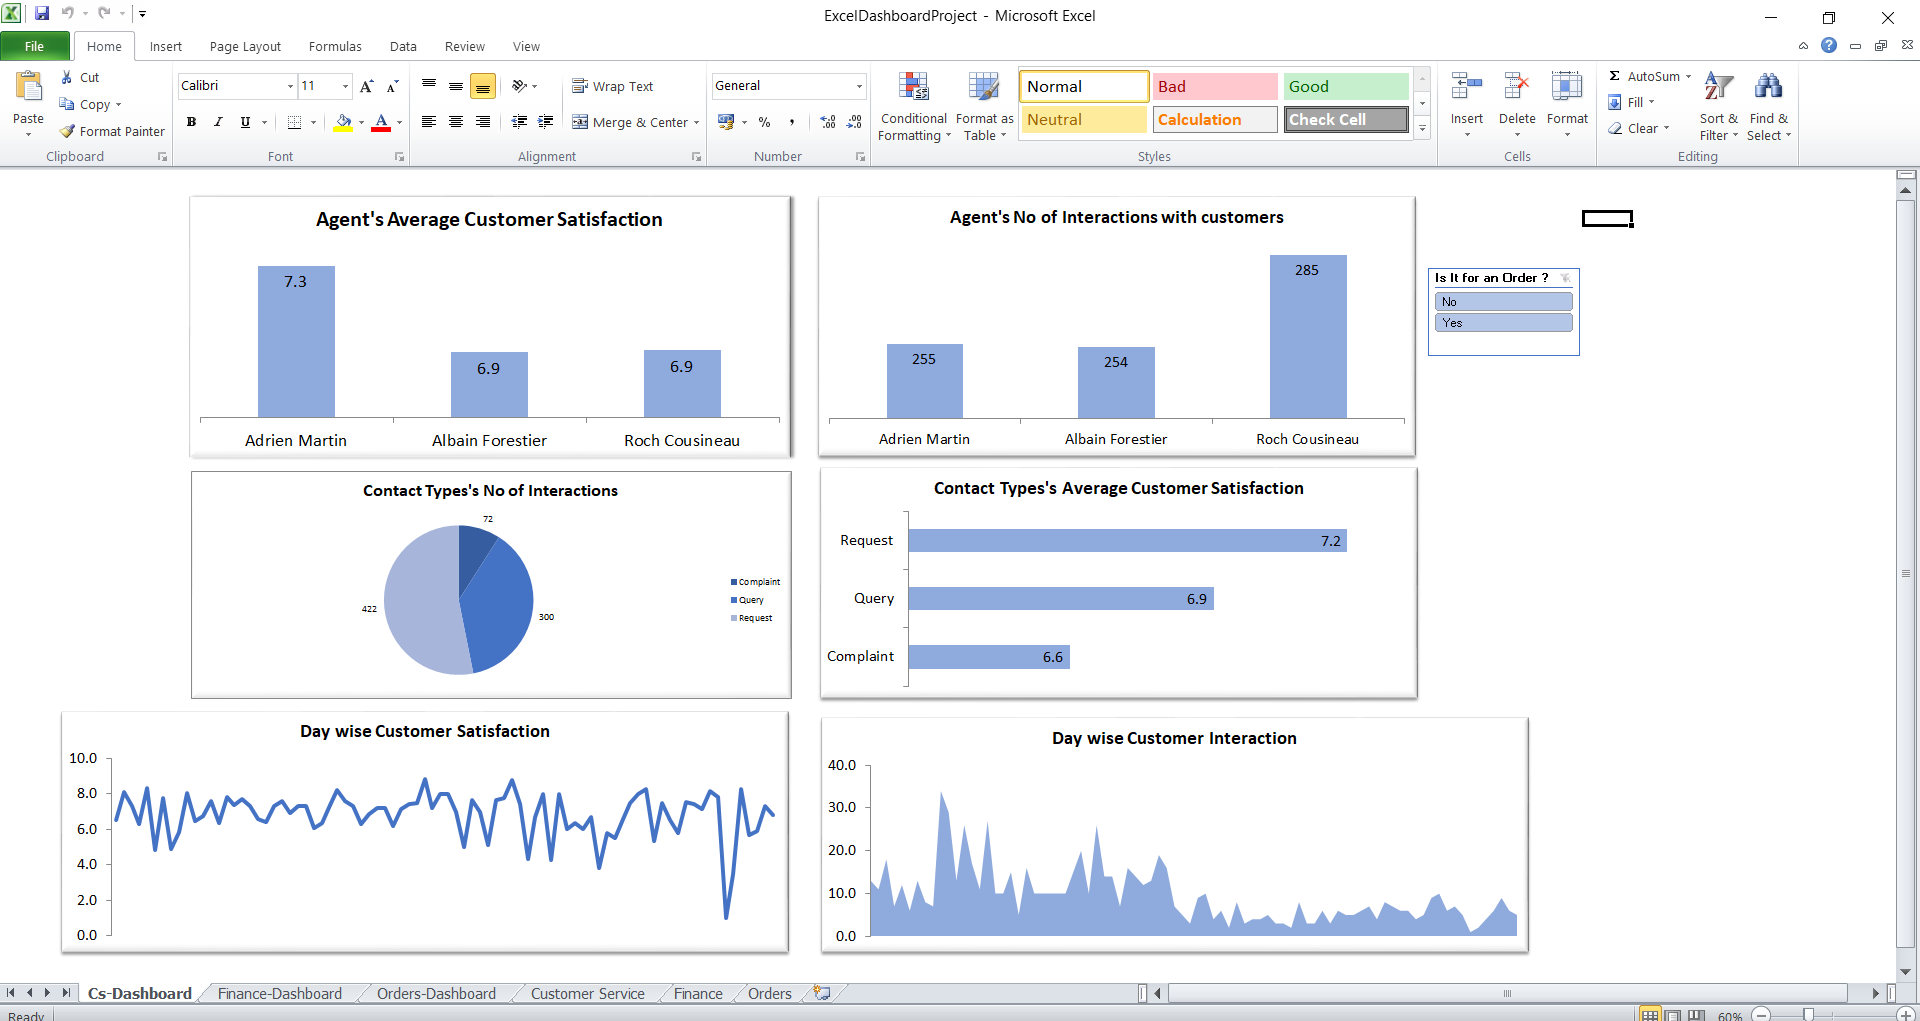 ExcelDashboardProject - Microsoft Excel
File Home Insert Page Layout Formulas Data Review View
Paste
Cut
Copy
Format Painter
Clipboard
Calibri 11
B I U
Font
Wrap Text
Merge & Center
Alignment
General
Number
Conditional Formatting
Format as Table
Normal Bad Good
Neutral Calculation Check Cell
Styles
Insert Delete Format
Cells
AutoSum
Fill
Clear
Sort & Filter
Find & Select
Editing
Agent's Average Customer Satisfaction
7.3
6.9
6.9
Adrien Martin Albain Forestier Roch Cousineau
Agent's No of Interactions with customers
255
254
285
Adrien Martin Albain Forestier Roch Cousineau
Is It for an Order ?
No
Yes
Contact Types's No of Interactions
72
422
300
Complaint
Query
Request
Contact Types's Average Customer Satisfaction
Request 7.2
Query 6.9
Complaint 6.6
Day wise Customer Satisfaction
10.0
8.0
6.0
4.0
2.0
0.0
Day wise Customer Interaction
40.0
30.0
20.0
10.0
0.0
Cs-Dashboard Finance-Dashboard Orders-Dashboard Customer Service Finance Orders
Ready 60%